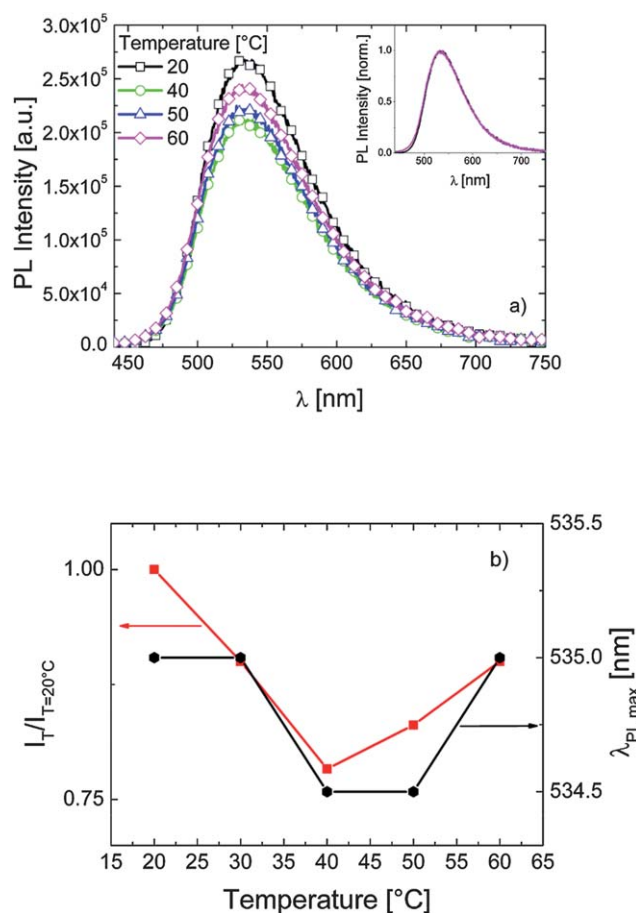 3.0x10⁵
2.5x10⁵
2.0x10⁵
1.5x10⁵
1.0x10⁵
5.0x10⁴
0.0
PL Intensity [a.u.]
Temperature [°C]
20
40
50
60
1.0
0.5
0.0
PL Intensity [norm.]
500 600 700
λ [nm]
a)
450 500 550 600 650 700 750
λ [nm]
b)
1.00
0.75
I_T/I_T=20°C
535.5
535.0
534.5
λ_PL max [nm]
15 20 25 30 35 40 45 50 55 60 65
Temperature [°C]